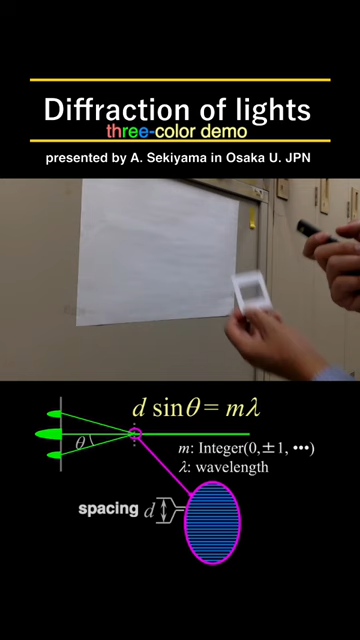 Diffraction of lights
three-color demo
presented by A. Sekiyama in Osaka U. JPN
d sinθ = mλ
θ
m: Integer(0, ±1, •••)
λ: wavelength
spacing d